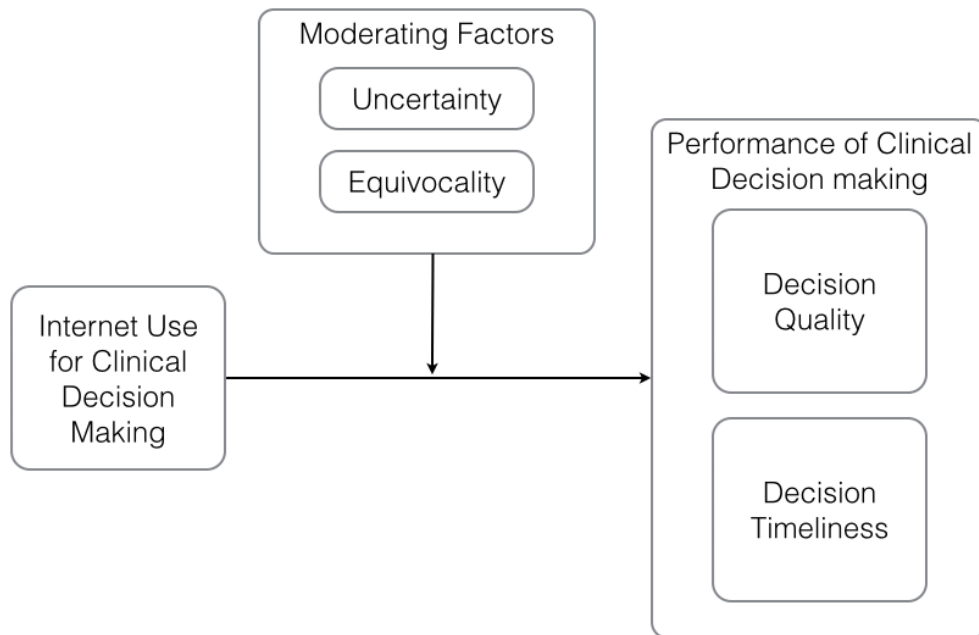 Moderating Factors
Uncertainty
Equivocality
Internet Use
for Clinical
Decision
Making
Performance of Clinical
Decision making
Decision
Quality
Decision
Timeliness